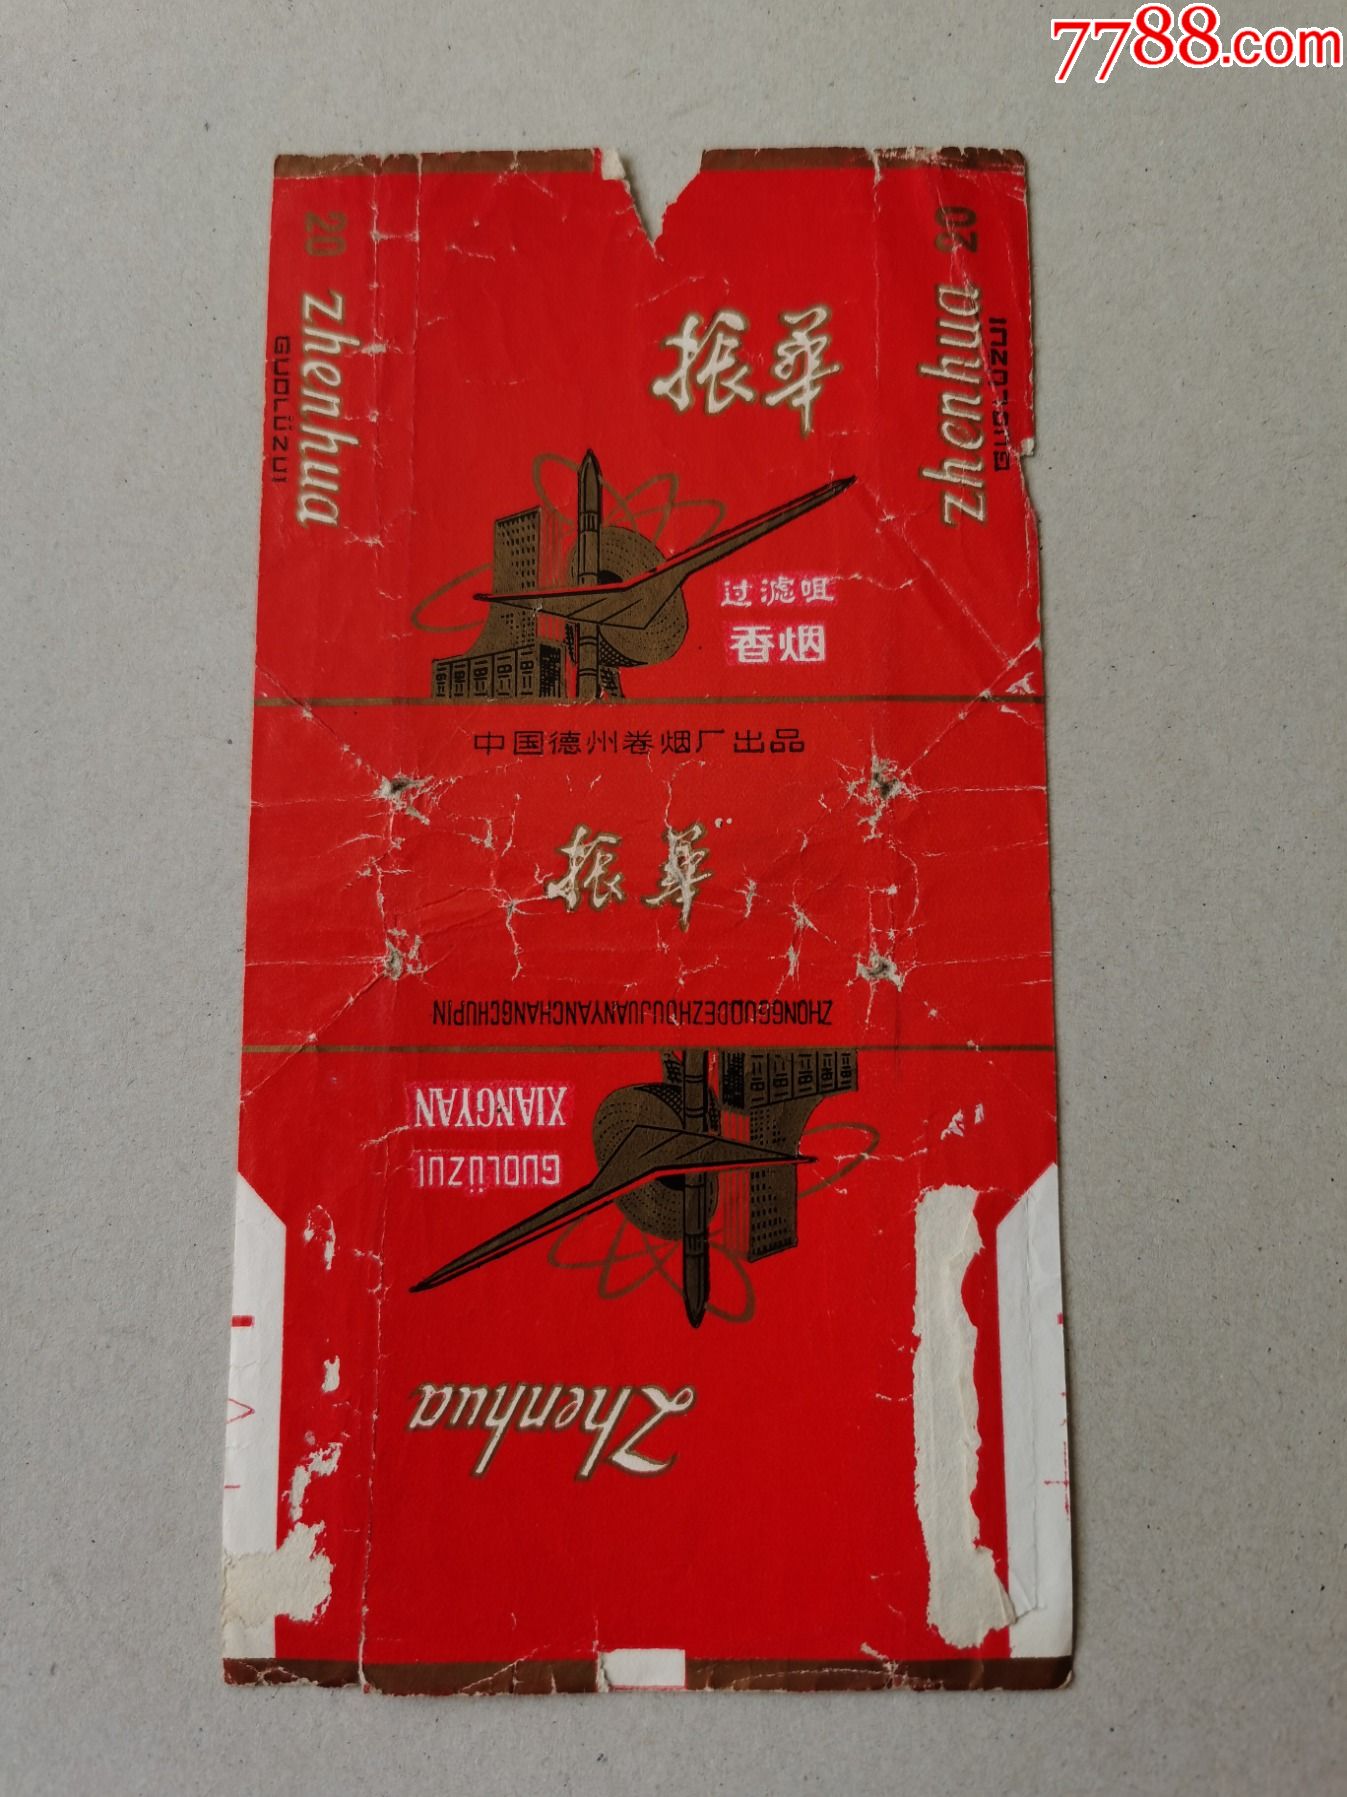 7788.com
20 zhenhua
GUOLÜZUI
振華
zhenhua 20
GUOLÜZUI
过滤咀
香烟
中国德州卷烟厂出品
振華
ZHONGGUODEZHOUJUANYANCHANGCHUPIN
XIANGYAN
GUOLÜZUI
Zhenhua